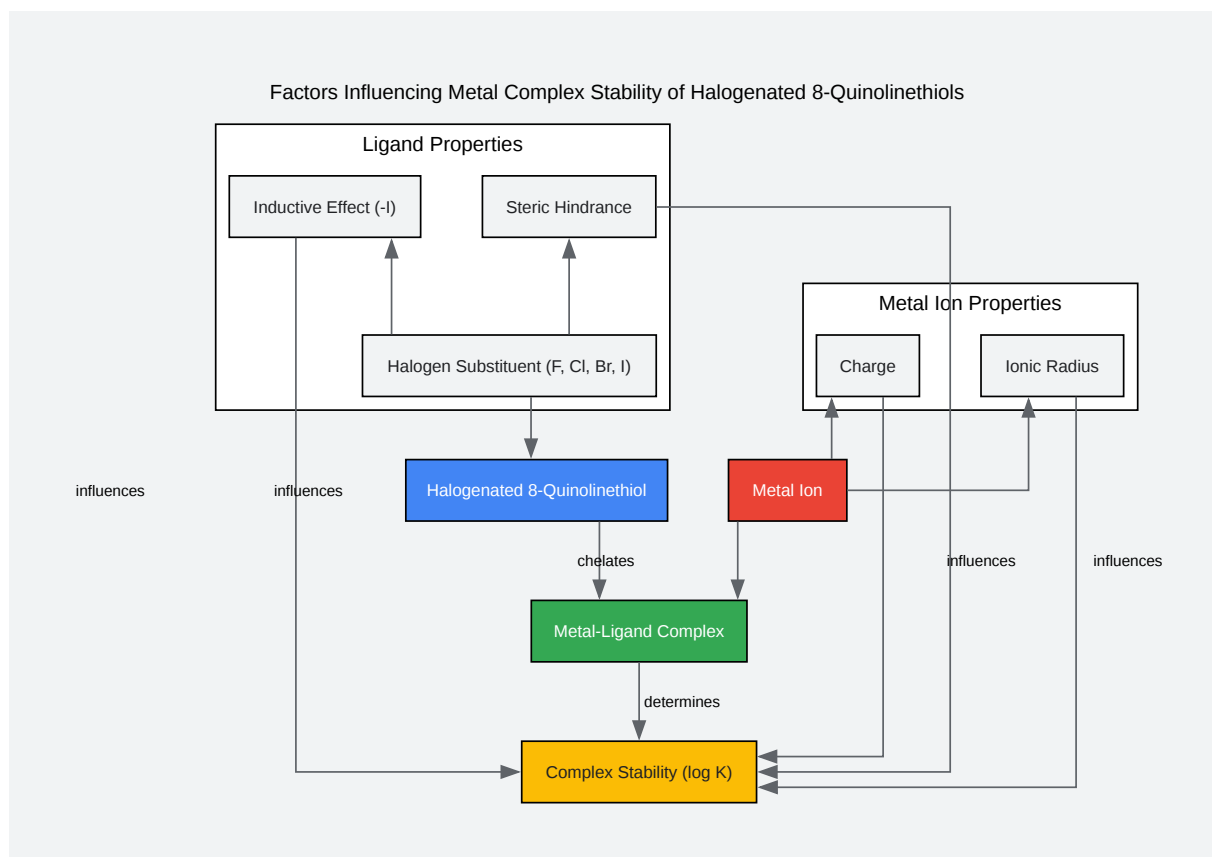 Factors Influencing Metal Complex Stability of Halogenated 8-Quinolinethiols
Ligand Properties
Inductive Effect (-I)
Steric Hindrance
Halogen Substituent (F, Cl, Br, I)
Metal Ion Properties
Charge
Ionic Radius
influences
influences
Halogenated 8-Quinolinethiol
Metal Ion
chelates
influences
influences
Metal-Ligand Complex
determines
Complex Stability (log K)